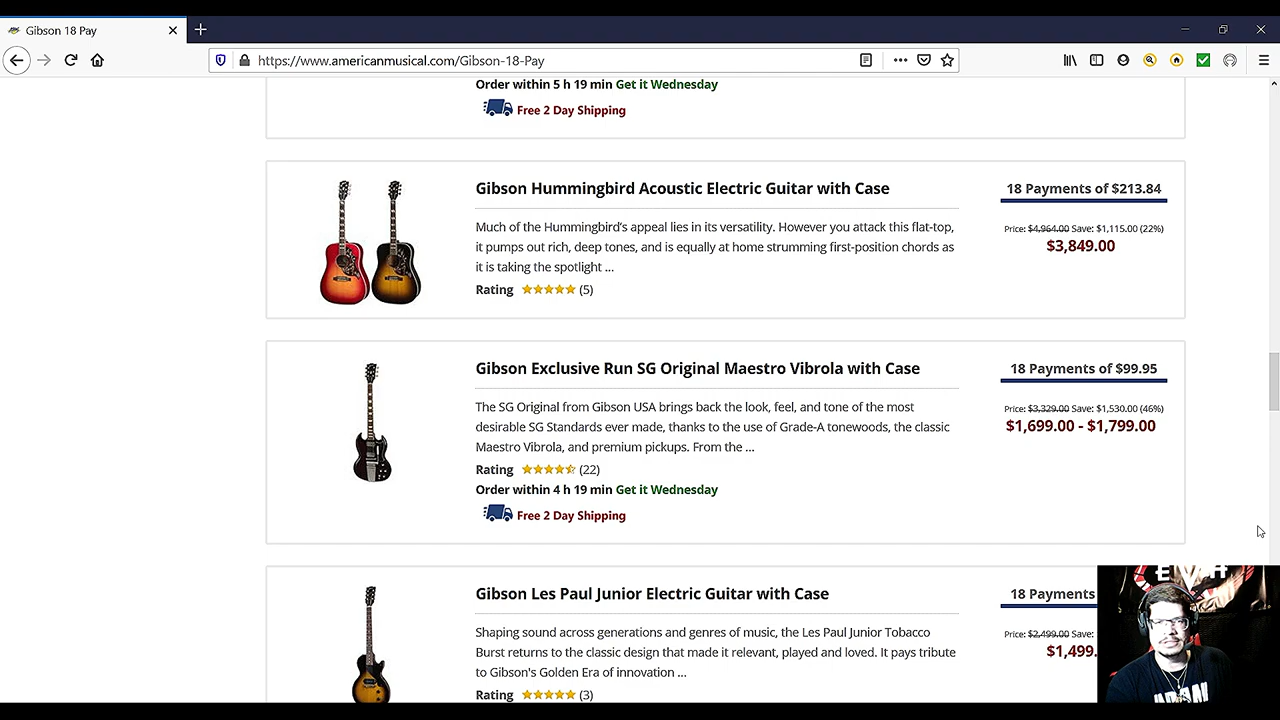 Gibson 18 Pay
https://www.americanmusical.com/Gibson-18-Pay
Order within 5 h 19 min Get it Wednesday
Free 2 Day Shipping
Gibson Hummingbird Acoustic Electric Guitar with Case
18 Payments of $213.84
Much of the Hummingbird’s appeal lies in its versatility. However you attack this flat-top,
it pumps out rich, deep tones, and is equally at home strumming first-position chords as
it is taking the spotlight ...
Price: $4,964.00 Save: $1,115.00 (22%)
$3,849.00
Rating (5)
Gibson Exclusive Run SG Original Maestro Vibrola with Case
18 Payments of $99.95
The SG Original from Gibson USA brings back the look, feel, and tone of the most
desirable SG Standards ever made, thanks to the use of Grade-A tonewoods, the classic
Maestro Vibrola, and premium pickups. From the ...
Price: $3,329.00 Save: $1,530.00 (46%)
$1,699.00 - $1,799.00
Rating (22)
Order within 4 h 19 min Get it Wednesday
Free 2 Day Shipping
Gibson Les Paul Junior Electric Guitar with Case
18 Payments
Shaping sound across generations and genres of music, the Les Paul Junior Tobacco
Burst returns to the classic design that made it relevant, played and loved. It pays tribute
to Gibson's Golden Era of innovation ...
Price: $2,499.00 Save:
$1,499.
Rating (3)